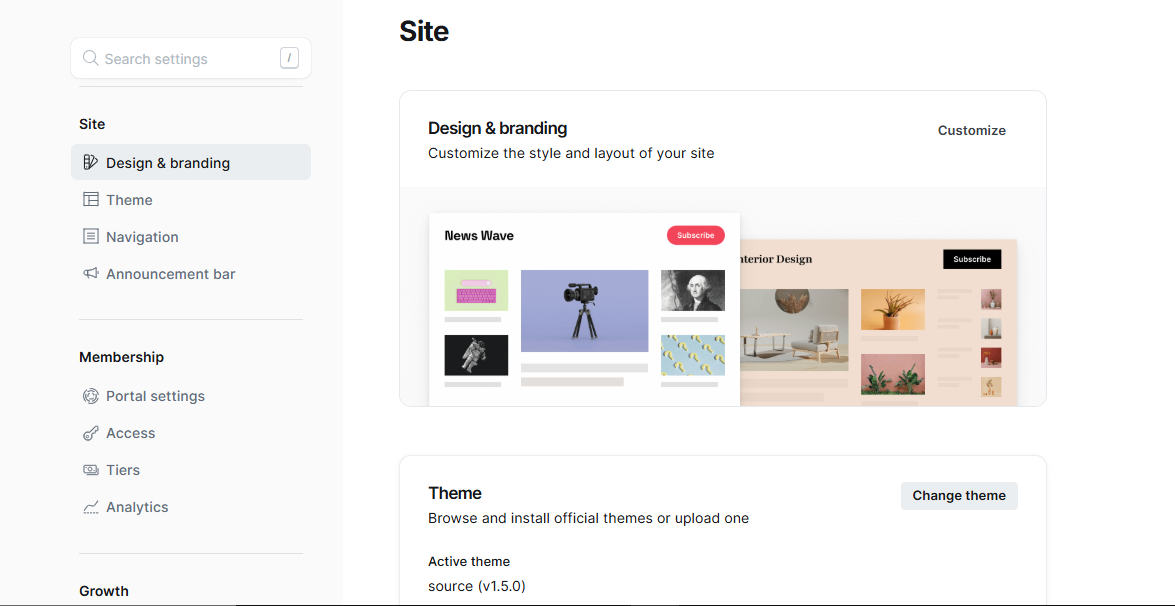 Search settings /
Site
Design & branding
Theme
Navigation
Announcement bar
Membership
Portal settings
Access
Tiers
Analytics
Growth
Site
Design & branding
Customize
Customize the style and layout of your site
News Wave
Subscribe
nterior Design
Subscribe
Theme
Change theme
Browse and install official themes or upload one
Active theme
source (v1.5.0)